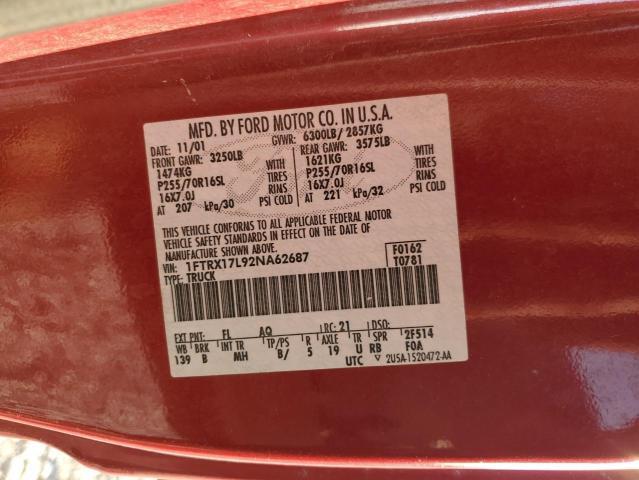 MFD. BY FORD MOTOR CO. IN U.S.A.
DATE: 11/01 GVWR: 6300LB/ 2857KG
FRONT GAWR: 3250LB REAR GAWR: 3575LB
1474KG WITH 1621KG WITH
P255/70R16SL TIRES P255/70R16SL TIRES
16X7.0J RIMS 16X7.0J RIMS
AT 207 kPa/30 PSI COLD AT 221 kPa/32 PSI COLD
THIS VEHICLE CONFORMS TO ALL APPLICABLE FEDERAL MOTOR
VEHICLE SAFETY STANDARDS IN EFFECT ON THE DATE OF
MANUFACTURE SHOWN ABOVE.
VIN: 1FTRX17L92NA62687 F0162
TYPE: TRUCK T0781
EXT PNT: FL AQ RC: 21 DSO:
WB BRK INT TR TP/PS R AXLE TR SPR 2F514
139 B MH B/ 5 19 U RB FOA
UTC 2U5A-1520472-AA